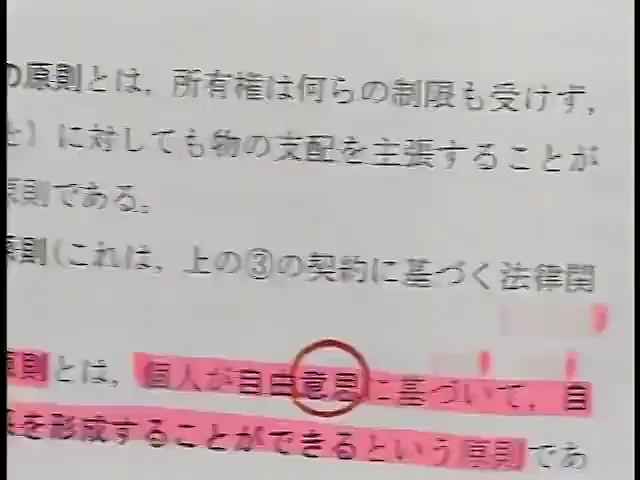 の原則とは，所有権は何らの制限も受けず，
）に対しても物の支配を主張することが
原則である。
原則（これは，上の③の契約に基づく法律関
原則とは，個人が自由意思に基づいて，自
を形成することができるという原則であ